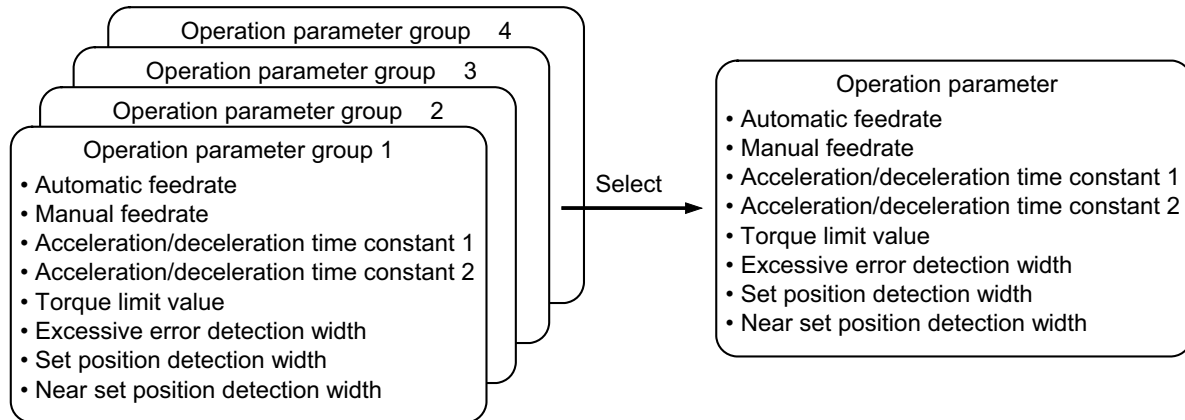 Operation parameter group 4
Operation parameter group 3
Operation parameter group 2
Operation parameter group 1
• Automatic feedrate
• Manual feedrate
• Acceleration/deceleration time constant 1
• Acceleration/deceleration time constant 2
• Torque limit value
• Excessive error detection width
• Set position detection width
• Near set position detection width
Select
Operation parameter
• Automatic feedrate
• Manual feedrate
• Acceleration/deceleration time constant 1
• Acceleration/deceleration time constant 2
• Torque limit value
• Excessive error detection width
• Set position detection width
• Near set position detection width